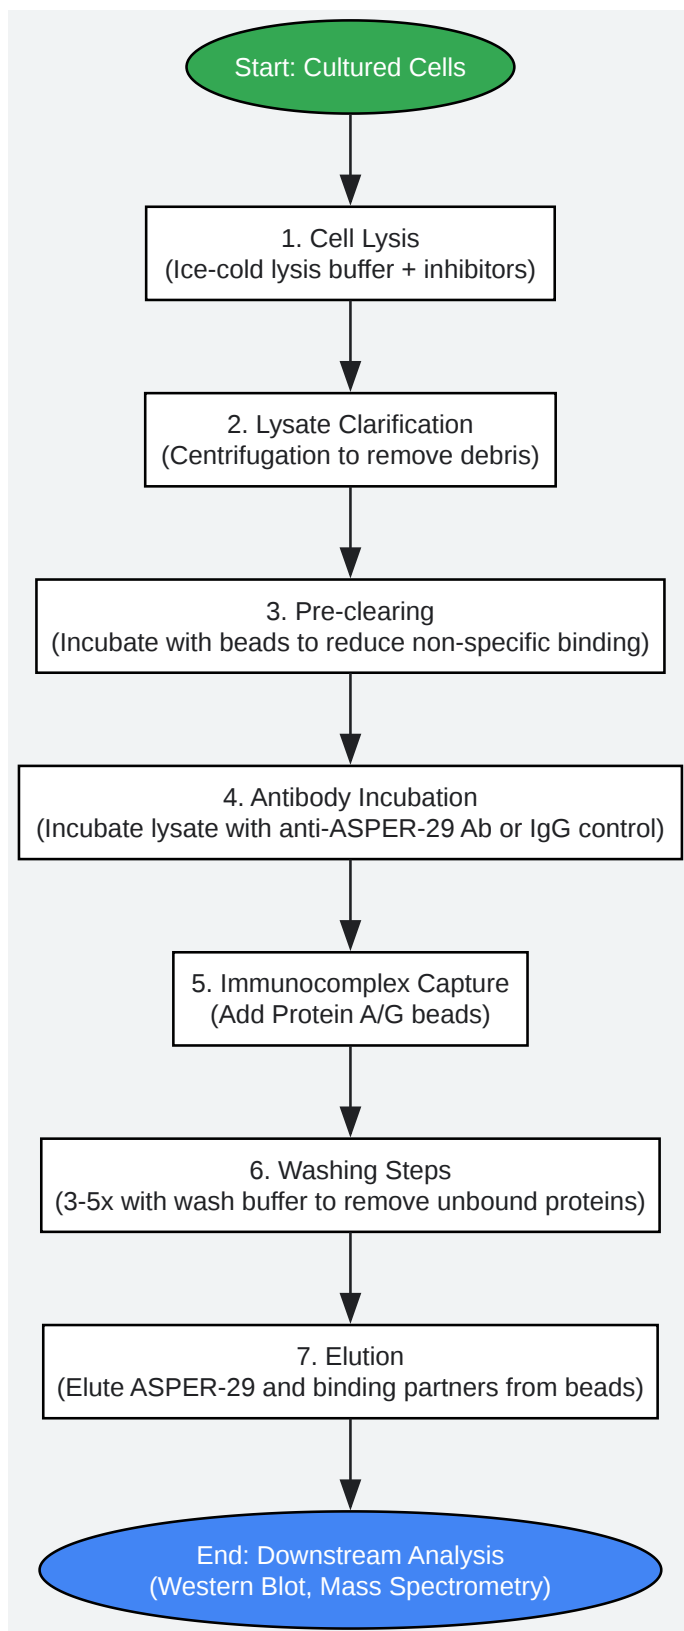 Start: Cultured Cells
1. Cell Lysis
(Ice-cold lysis buffer + inhibitors)
2. Lysate Clarification
(Centrifugation to remove debris)
3. Pre-clearing
(Incubate with beads to reduce non-specific binding)
4. Antibody Incubation
(Incubate lysate with anti-ASPER-29 Ab or IgG control)
5. Immunocomplex Capture
(Add Protein A/G beads)
6. Washing Steps
(3-5x with wash buffer to remove unbound proteins)
7. Elution
(Elute ASPER-29 and binding partners from beads)
End: Downstream Analysis
(Western Blot, Mass Spectrometry)